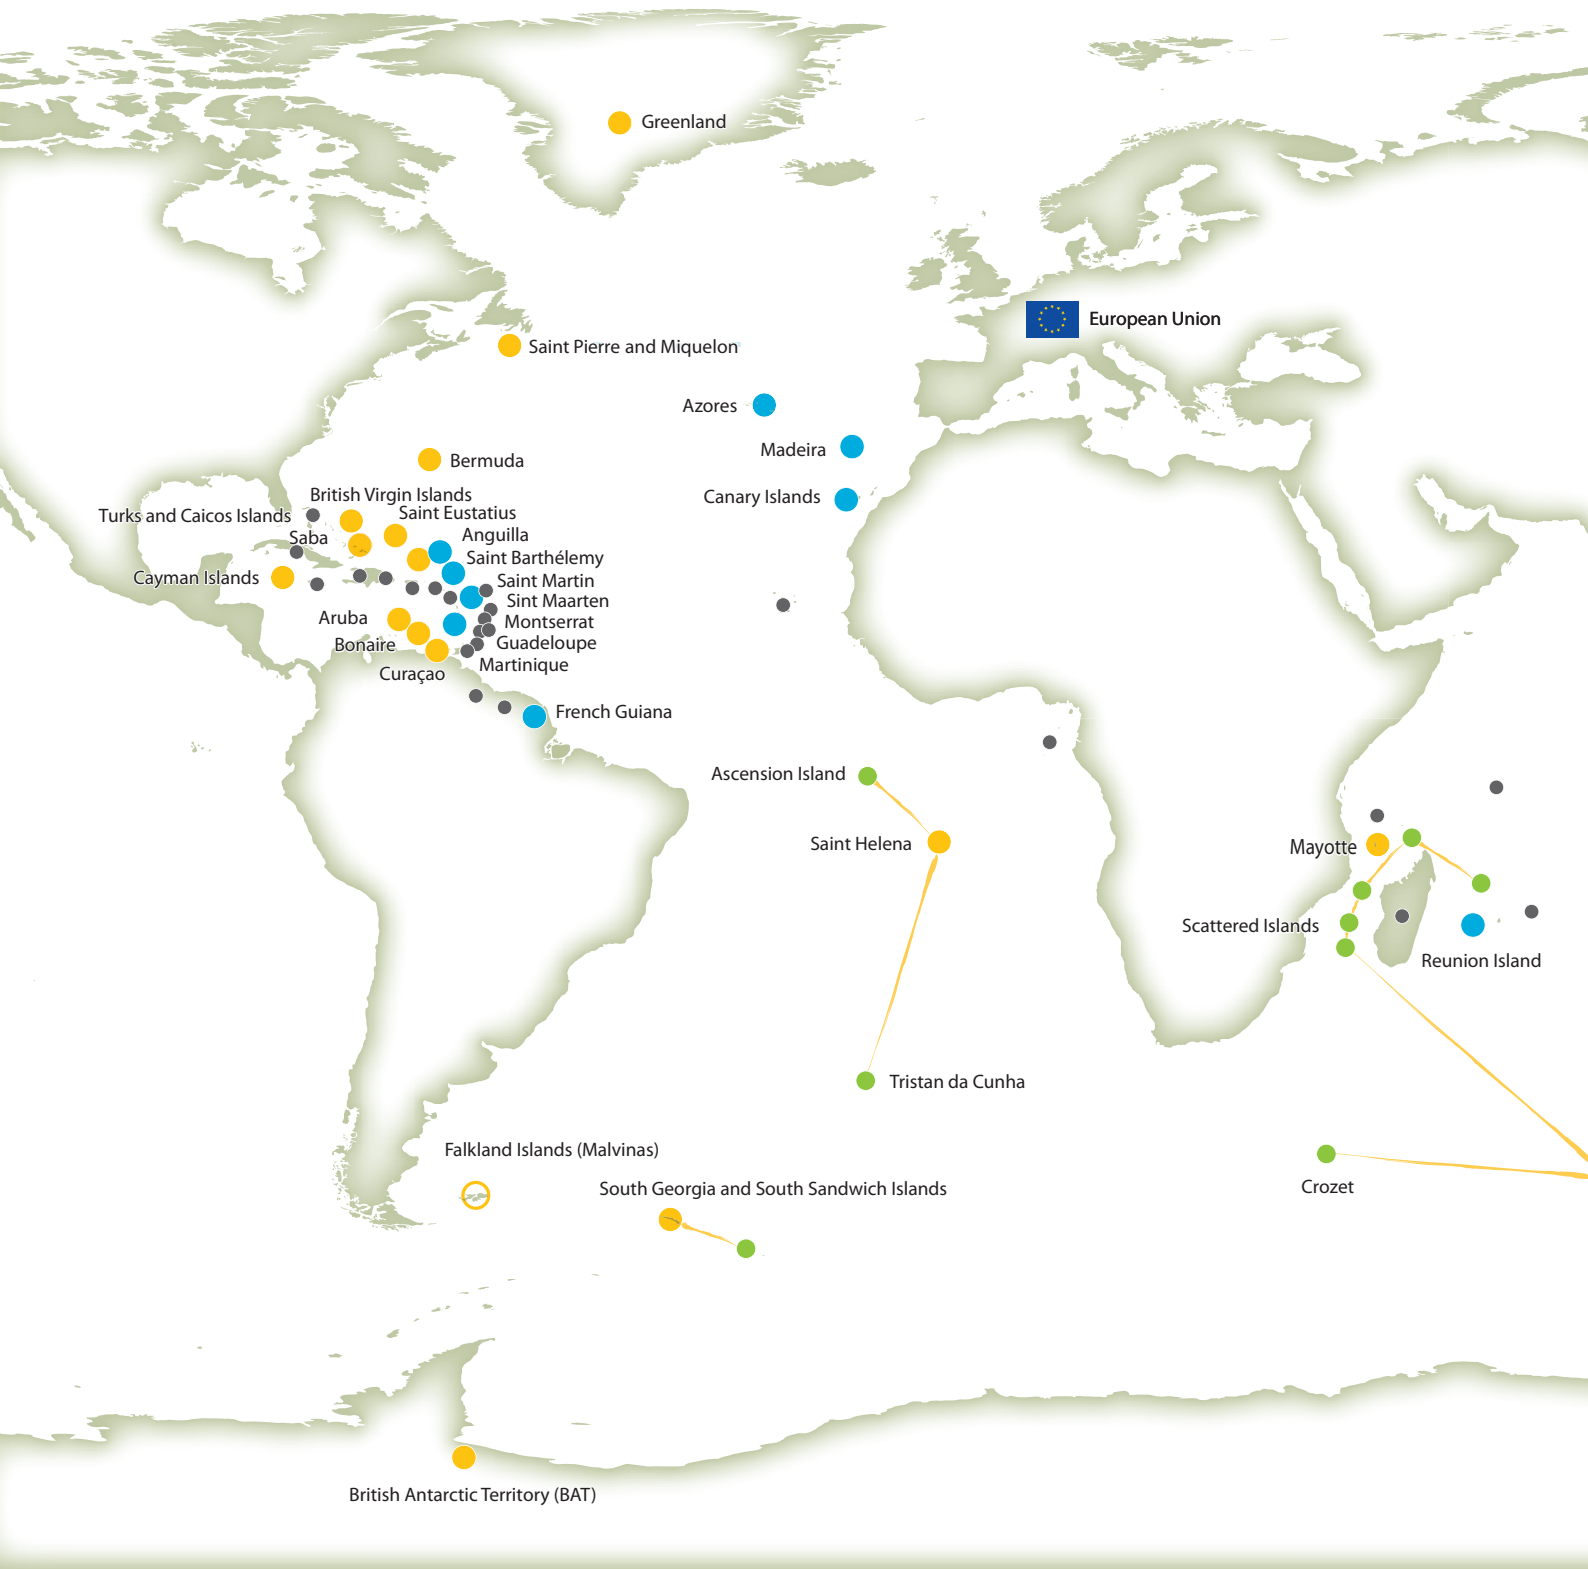 Greenland
European Union
Saint Pierre and Miquelon
Azores
Madeira
Bermuda
Canary Islands
British Virgin Islands
Saint Eustatius
Turks and Caicos Islands
Anguilla
Saba
Saint Barthélemy
Cayman Islands
Saint Martin
Sint Maarten
Aruba
Montserrat
Bonaire
Guadeloupe
Martinique
Curaçao
French Guiana
Ascension Island
Saint Helena
Mayotte
Scattered Islands
Reunion Island
Tristan da Cunha
Falkland Islands (Malvinas)
Crozet
South Georgia and South Sandwich Islands
British Antarctic Territory (BAT)